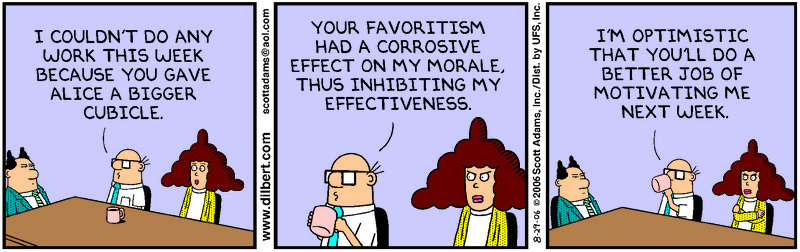 I COULDN'T DO ANY
WORK THIS WEEK
BECAUSE YOU GAVE
ALICE A BIGGER
CUBICLE.
scottadams@aol.com
www.dilbert.com
YOUR FAVORITISM
HAD A CORROSIVE
EFFECT ON MY MORALE,
THUS INHIBITING MY
EFFECTIVENESS.
8-29-06 ©2006 Scott Adams, Inc./Dist. by UFS, Inc.
I'M OPTIMISTIC
THAT YOU'LL DO A
BETTER JOB OF
MOTIVATING ME
NEXT WEEK.